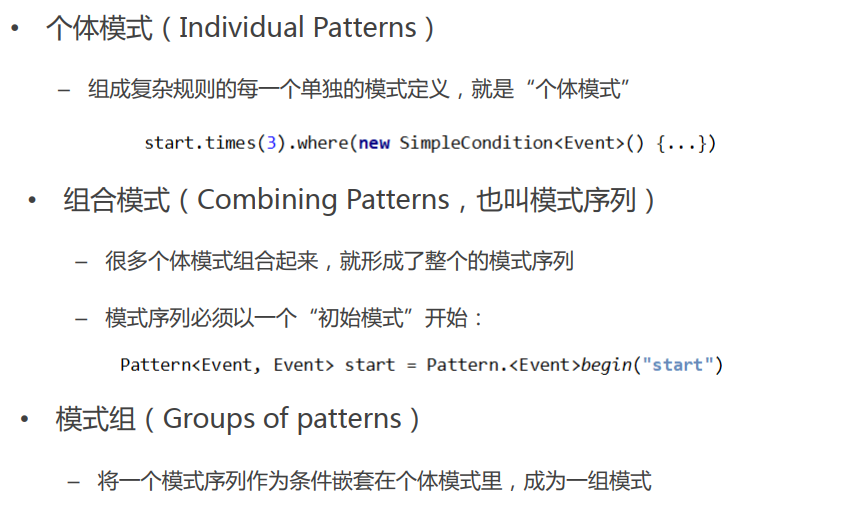 • 个体模式（Individual Patterns）
– 组成复杂规则的每一个单独的模式定义，就是“个体模式”
start.times(3).where(new SimpleCondition<Event>() {...})
• 组合模式（Combining Patterns，也叫模式序列）
– 很多个体模式组合起来，就形成了整个的模式序列
– 模式序列必须以一个“初始模式”开始：
Pattern<Event, Event> start = Pattern.<Event>begin("start")
• 模式组（Groups of patterns）
– 将一个模式序列作为条件嵌套在个体模式里，成为一组模式